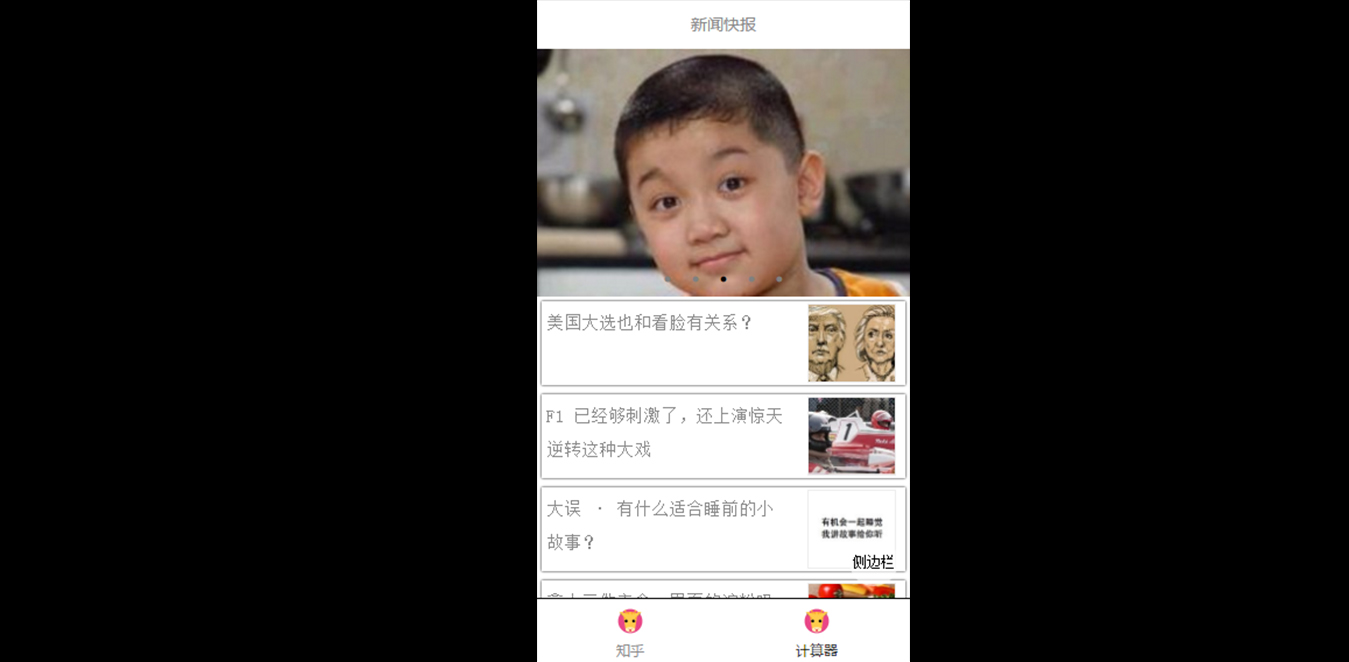 新闻快报
美国大选也和看脸有关系？
F1 已经够刺激了，还上演惊天
逆转这种大戏
1
大误 · 有什么适合睡前的小
故事？
有机会一起睡觉
我讲故事给你听
侧边栏
知乎
计算器